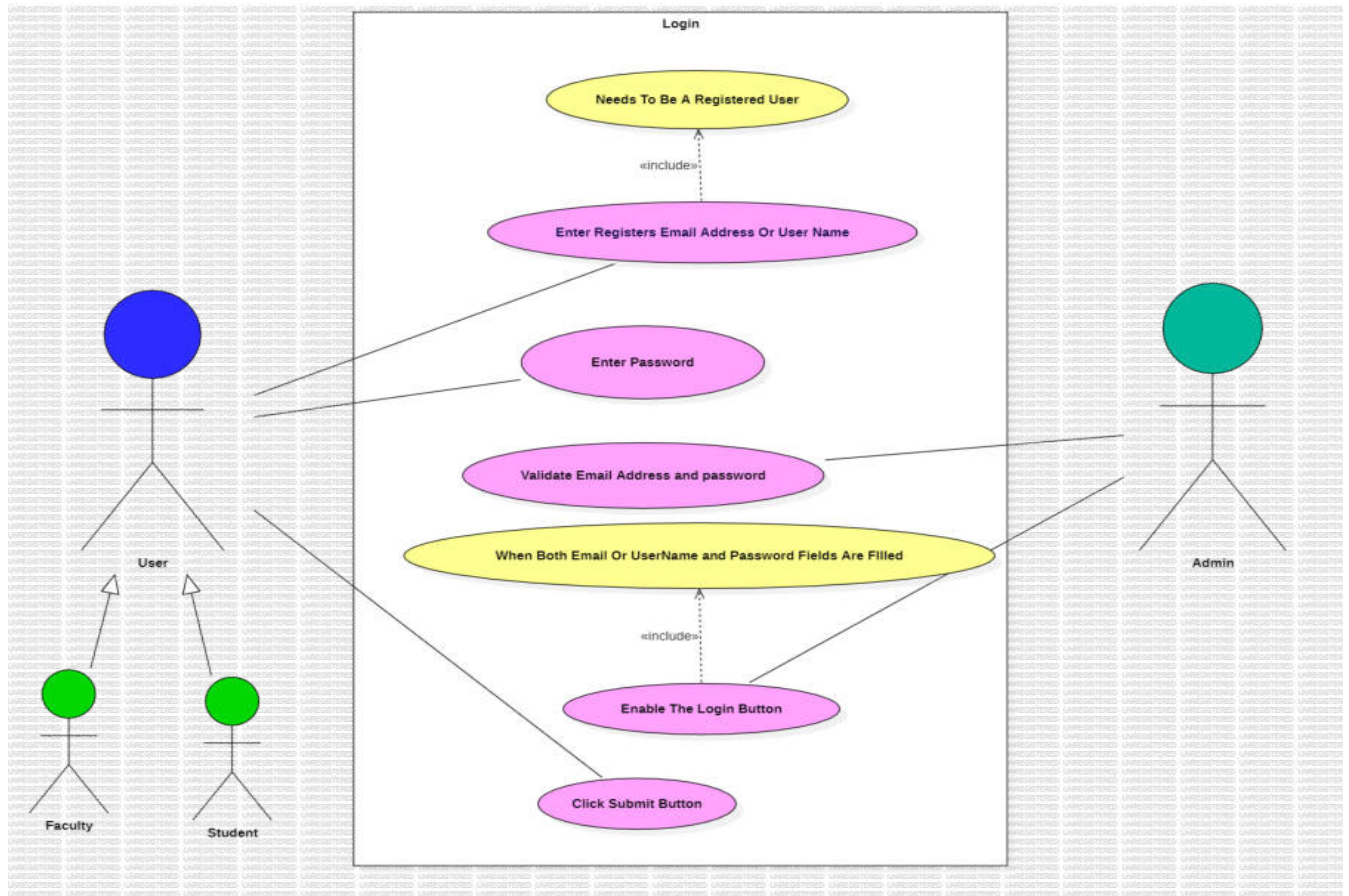 Login
Needs To Be A Registered User
«include»
Enter Registers Email Address Or User Name
Enter Password
Validate Email Address and password
When Both Email Or UserName and Password Fields Are FIlled
User
Admin
«include»
Enable The Login Button
Click Submit Button
Faculty
Student